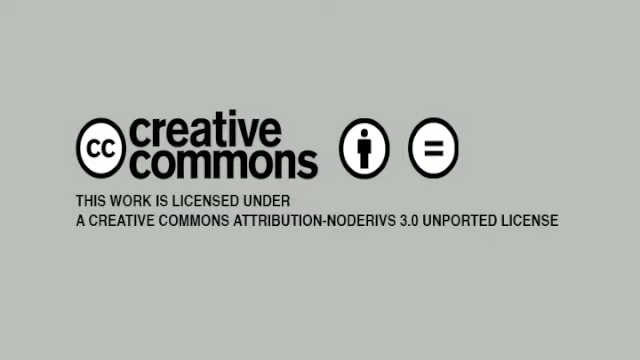 cc creative
commons
THIS WORK IS LICENSED UNDER
A CREATIVE COMMONS ATTRIBUTION-NODERIVS 3.0 UNPORTED LICENSE